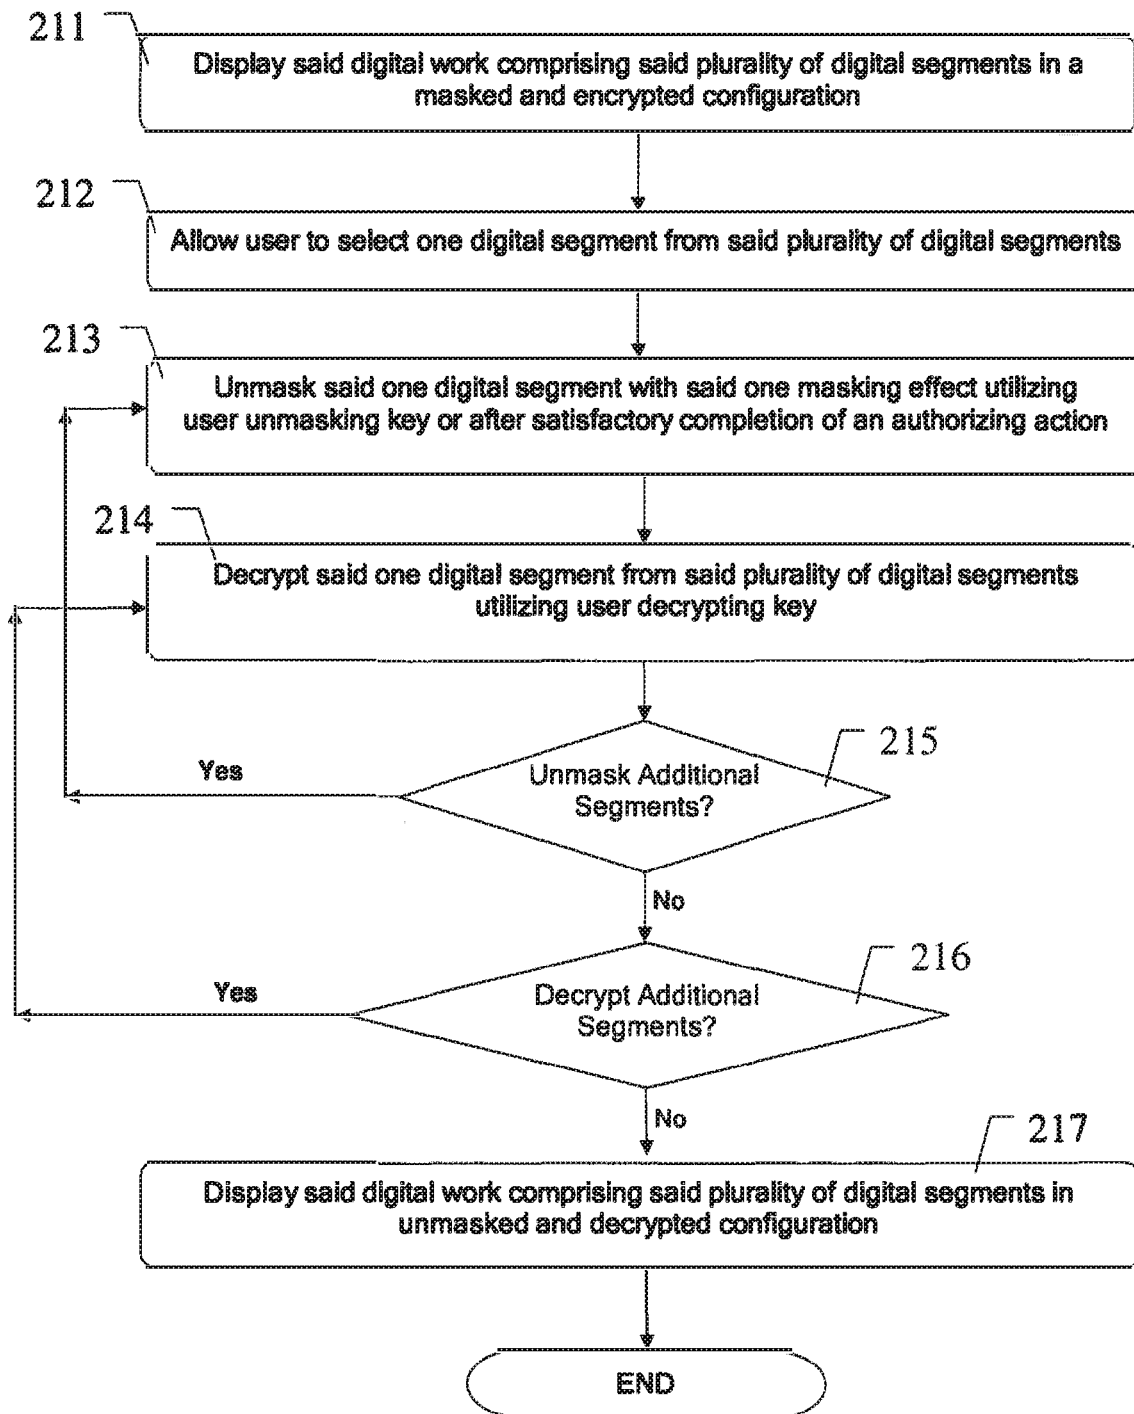 211
Display said digital work comprising said plurality of digital segments in a
masked and encrypted configuration
212
Allow user to select one digital segment from said plurality of digital segments
213
Unmask said one digital segment with said one masking effect utilizing
user unmasking key or after satisfactory completion of an authorizing action
214
Decrypt said one digital segment from said plurality of digital segments
utilizing user decrypting key
215
Unmask Additional
Segments?
Yes
No
216
Decrypt Additional
Segments?
Yes
No
217
Display said digital work comprising said plurality of digital segments in
unmasked and decrypted configuration
END